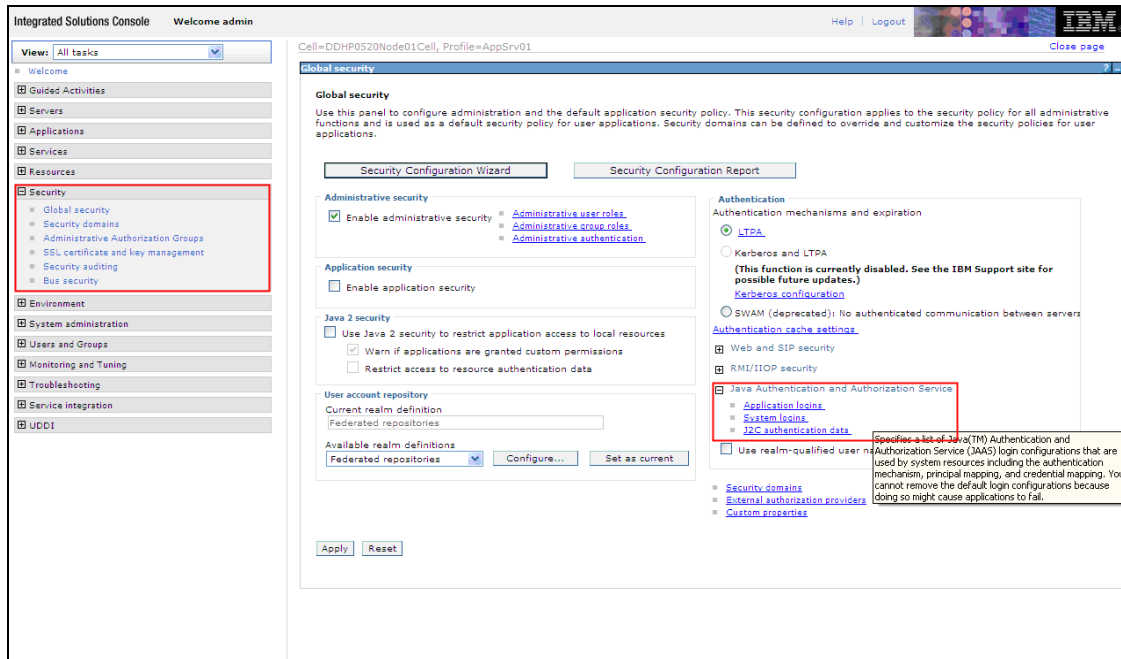 Integrated Solutions Console Welcome admin
Help | Logout
IBM.
View: All tasks
Cell=DDHP0520Node01Cell, Profile=AppSrv01
Close page
Welcome
Guided Activities
Servers
Applications
Services
Resources
Security
Global security
Security domains
Administrative Authorization Groups
SSL certificate and key management
Security auditing
Bus security
Environment
System administration
Users and Groups
Monitoring and Tuning
Troubleshooting
Service integration
UDDI
Global security
? _
Global security
Use this panel to configure administration and the default application security policy. This security configuration applies to the security policy for all administrative
functions and is used as a default security policy for user applications. Security domains can be defined to override and customize the security policies for user
applications.
Security Configuration Wizard
Security Configuration Report
Administrative security
Enable administrative security
Administrative user roles
Administrative group roles
Administrative authentication
Application security
Enable application security
Java 2 security
Use Java 2 security to restrict application access to local resources
Warn if applications are granted custom permissions
Restrict access to resource authentication data
User account repository
Current realm definition
Federated repositories
Available realm definitions
Federated repositories
Configure...
Set as current
Authentication
Authentication mechanisms and expiration
LTPA
Kerberos and LTPA
(This function is currently disabled. See the IBM Support site for
possible future updates.)
Kerberos configuration
SWAM (deprecated): No authenticated communication between servers
Authentication cache settings
Web and SIP security
RMI/IIOP security
Java Authentication and Authorization Service
Application logins
System logins
J2C authentication data
Use realm-qualified user na
Specifies a list of Java(TM) Authentication and
Authorization Service (JAAS) login configurations that are
used by system resources including the authentication
mechanism, principal mapping, and credential mapping. You
cannot remove the default login configurations because
doing so might cause applications to fail.
Security domains
External authorization providers
Custom properties
Apply
Reset